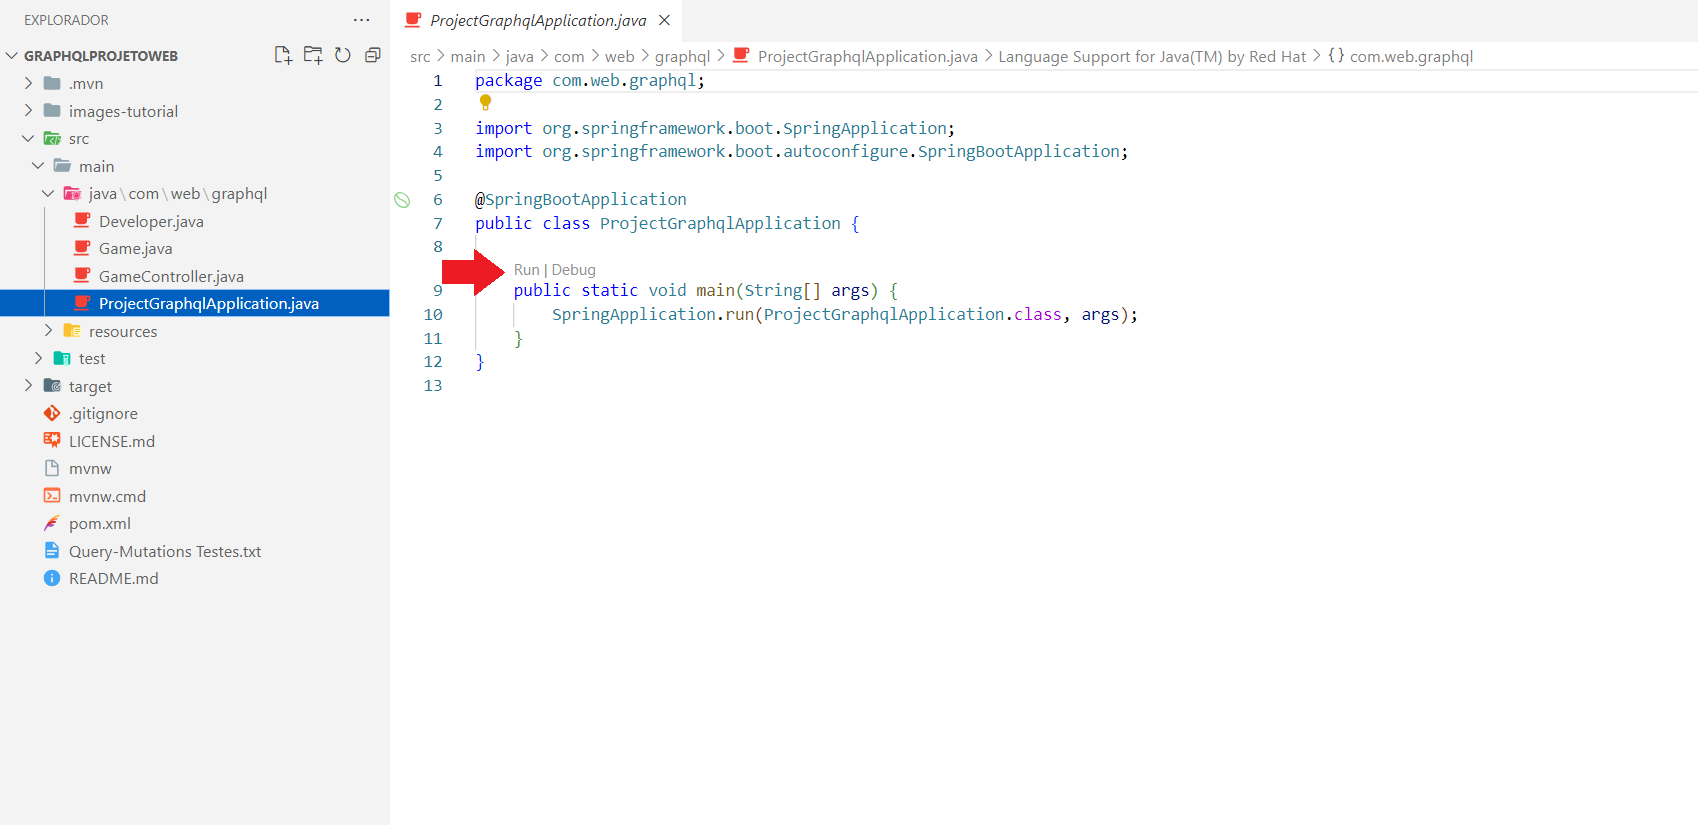 EXPLORADOR
GRAPHQLPROJETOWEB
.mvn
images-tutorial
src
main
java\com\web\graphql
Developer.java
Game.java
GameController.java
ProjectGraphqlApplication.java
resources
test
target
.gitignore
LICENSE.md
mvnw
mvnw.cmd
pom.xml
Query-Mutations Testes.txt
README.md
ProjectGraphqlApplication.java
src > main > java > com > web > graphql > ProjectGraphqlApplication.java > Language Support for Java(TM) by Red Hat > {} com.web.graphql
1 package com.web.graphql;
2
3 import org.springframework.boot.SpringApplication;
4 import org.springframework.boot.autoconfigure.SpringBootApplication;
5
6 @SpringBootApplication
7 public class ProjectGraphqlApplication {
8
Run | Debug
9 public static void main(String[] args) {
10 SpringApplication.run(ProjectGraphqlApplication.class, args);
11 }
12 }
13